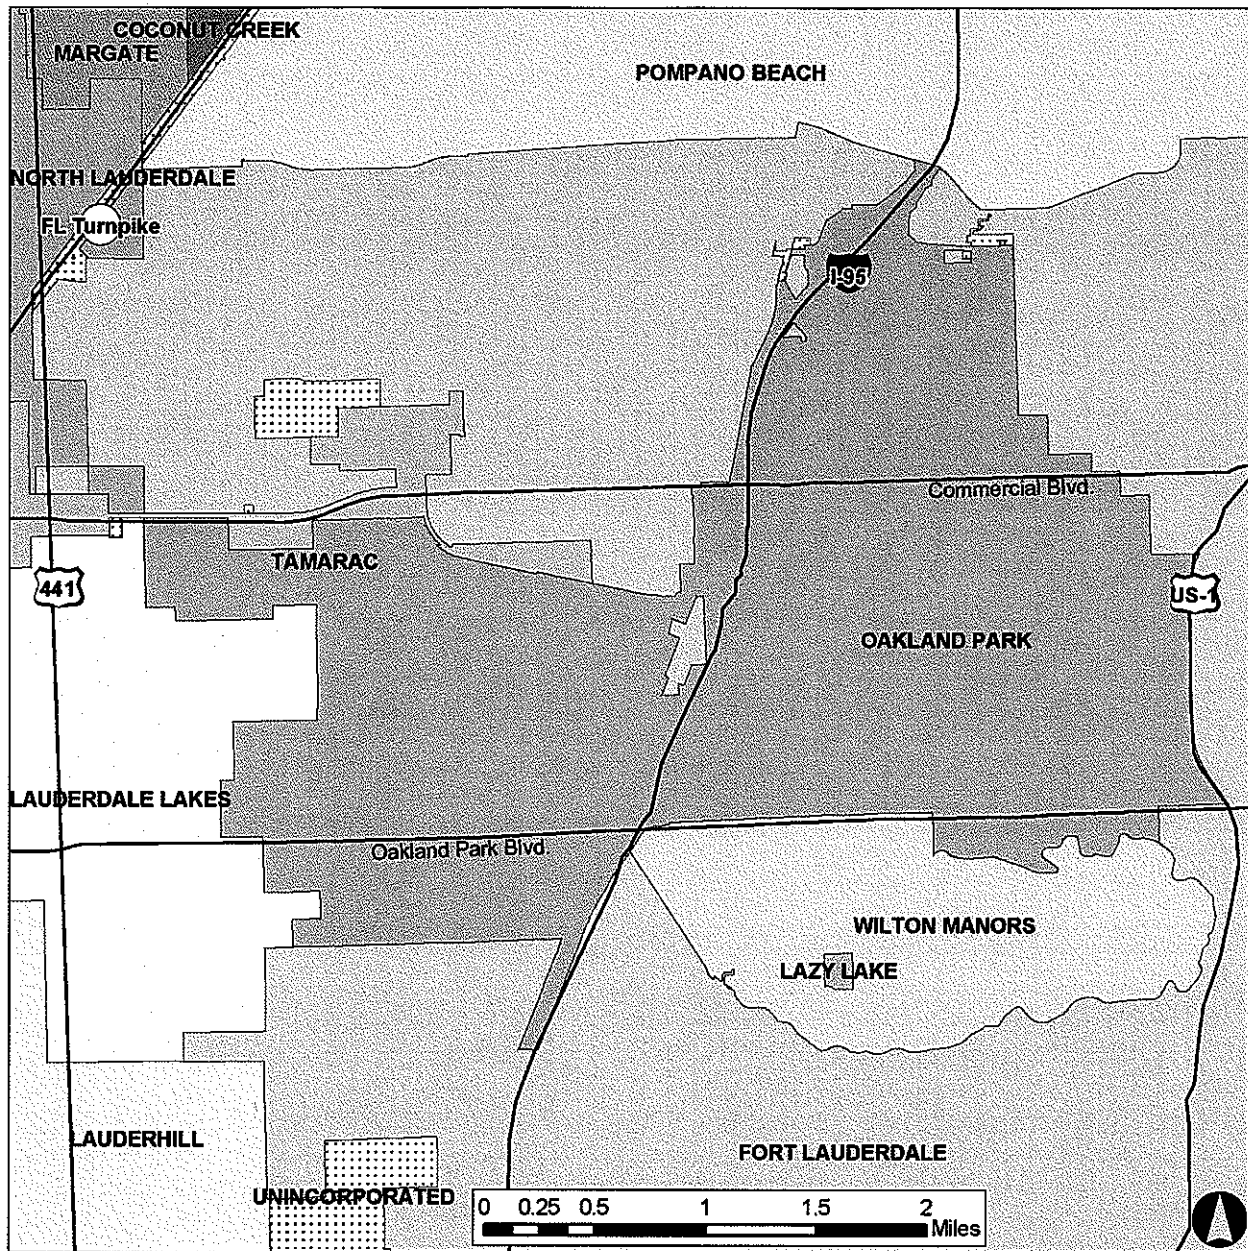 COCONUT CREEK
MARGATE
POMPANO BEACH
NORTH LAUDERDALE
FL Turnpike
I-95
Commercial Blvd.
TAMARAC
441
US-1
OAKLAND PARK
LAUDERDALE LAKES
Oakland Park Blvd.
WILTON MANORS
LAZY LAKE
LAUDERHILL
FORT LAUDERDALE
UNINCORPORATED
0 0.25 0.5 1 1.5 2
Miles